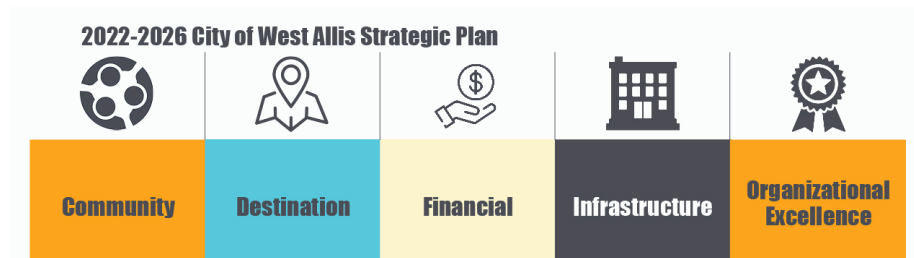 2022-2026 City of West Allis Strategic Plan
$
Community
Destination
Financial
Infrastructure
Organizational
Excellence